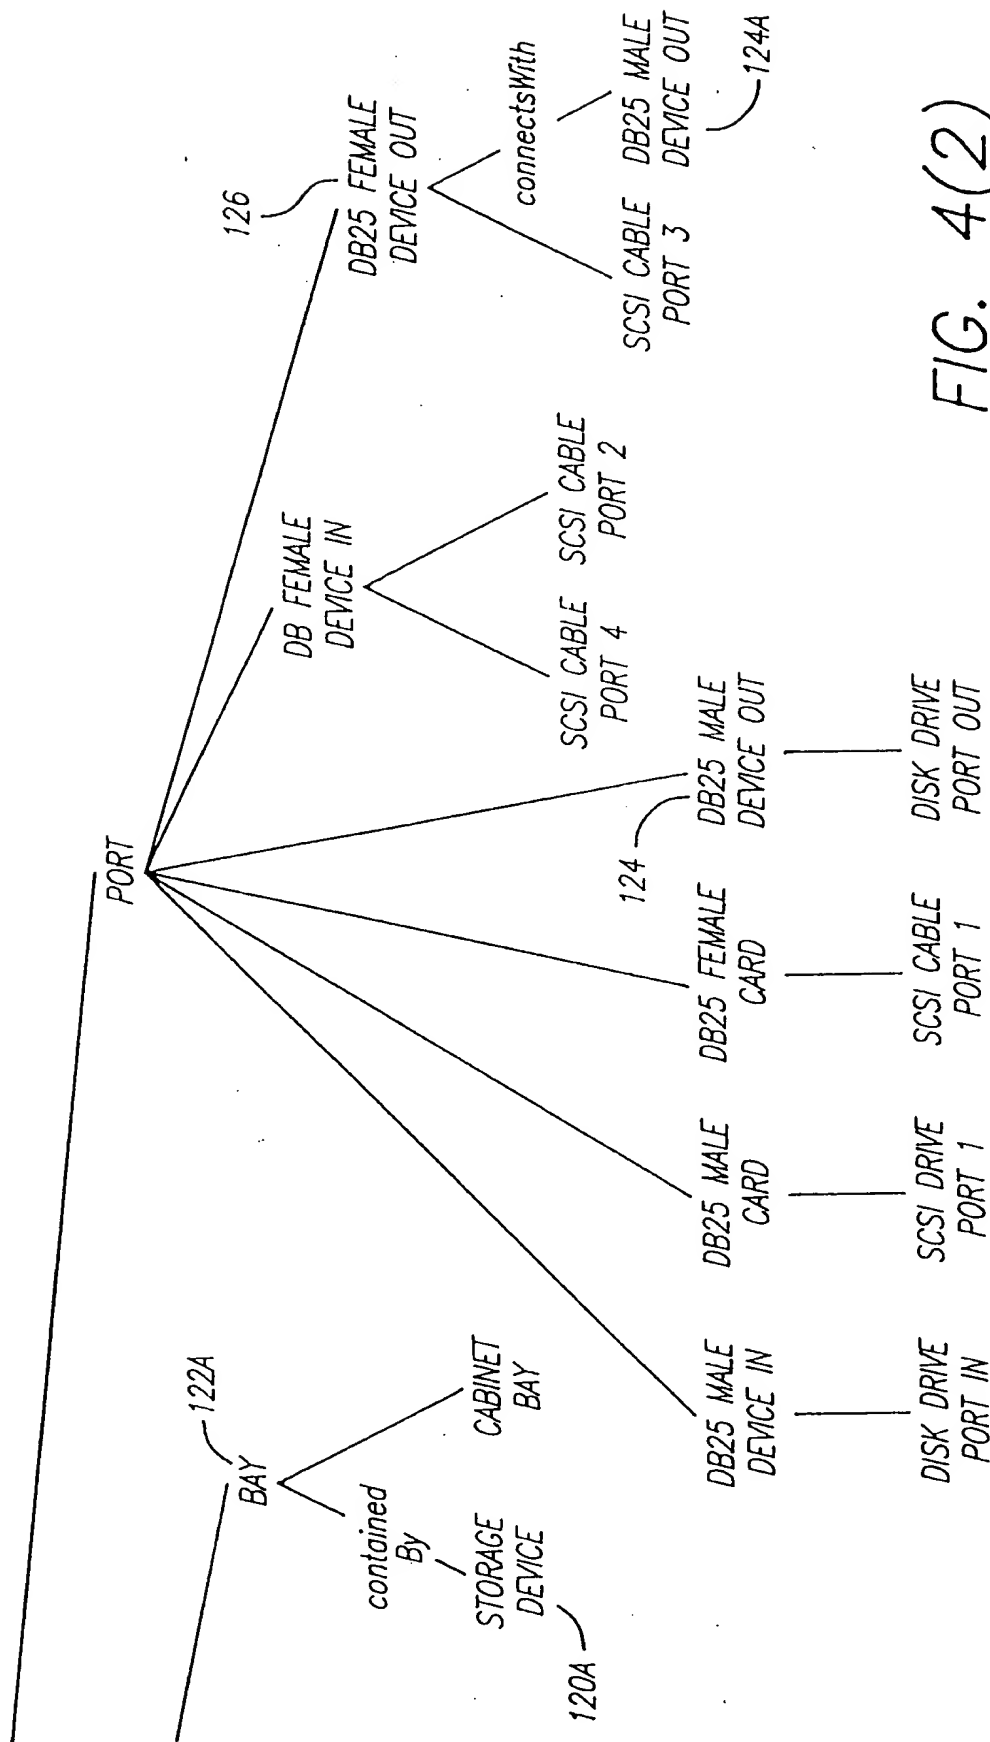 PORT
122A
BAY
contained
By
STORAGE
DEVICE
120A
CABINET
BAY
126
DB25 FEMALE
DEVICE OUT
connectsWith
SCSI CABLE
PORT 3
DB25 MALE
DEVICE OUT
124A
DB FEMALE
DEVICE IN
SCSI CABLE
PORT 4
SCSI CABLE
PORT 2
DB25 MALE
DEVICE IN
DB25 MALE
CARD
DB25 FEMALE
CARD
124
DB25 MALE
DEVICE OUT
DISK DRIVE
PORT IN
SCSI DRIVE
PORT 1
SCSI CABLE
PORT 1
DISK DRIVE
PORT OUT
FIG. 4(2)